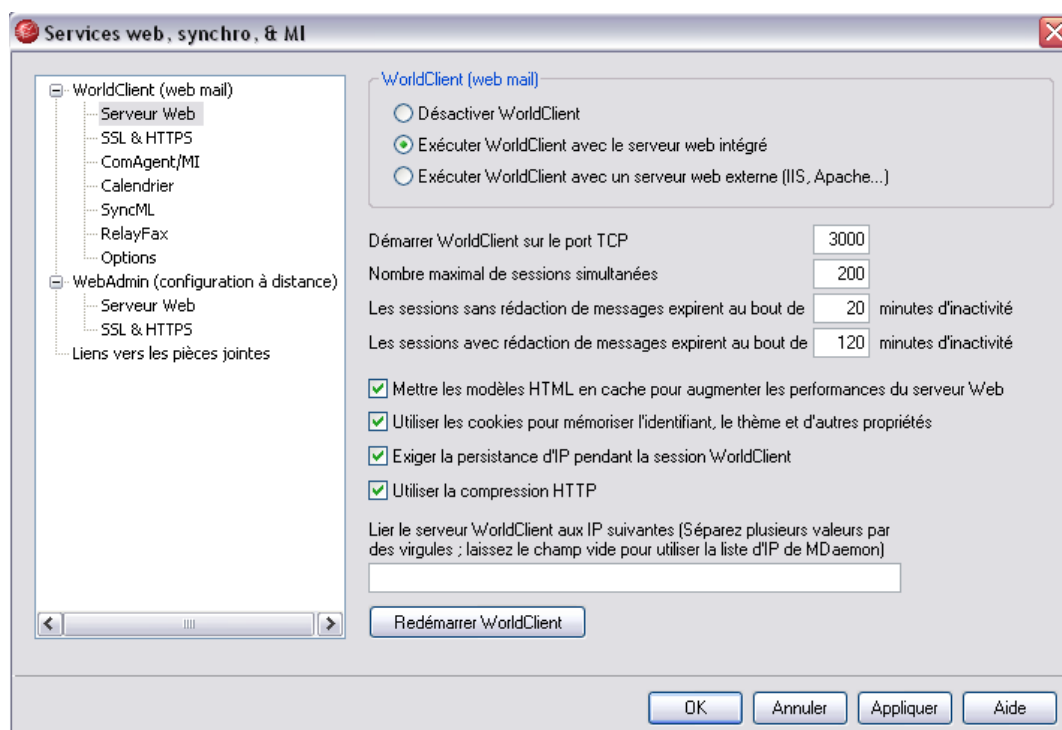 Services web, synchro, & MI
WorldClient (web mail)
Serveur Web
SSL & HTTPS
ComAgent/MI
Calendrier
SyncML
RelayFax
Options
WebAdmin (configuration à distance)
Serveur Web
SSL & HTTPS
Liens vers les pièces jointes
WorldClient (web mail)
Désactiver WorldClient
Exécuter WorldClient avec le serveur web intégré
Exécuter WorldClient avec un serveur web externe (IIS, Apache...)
Démarrer WorldClient sur le port TCP 3000
Nombre maximal de sessions simultanées 200
Les sessions sans rédaction de messages expirent au bout de 20 minutes d'inactivité
Les sessions avec rédaction de messages expirent au bout de 120 minutes d'inactivité
Mettre les modèles HTML en cache pour augmenter les performances du serveur Web
Utiliser les cookies pour mémoriser l'identifiant, le thème et d'autres propriétés
Exiger la persistance d'IP pendant la session WorldClient
Utiliser la compression HTTP
Lier le serveur WorldClient aux IP suivantes (Séparez plusieurs valeurs par
des virgules ; laissez le champ vide pour utiliser la liste d'IP de MDaemon)
Redémarrer WorldClient
OK Annuler Appliquer Aide